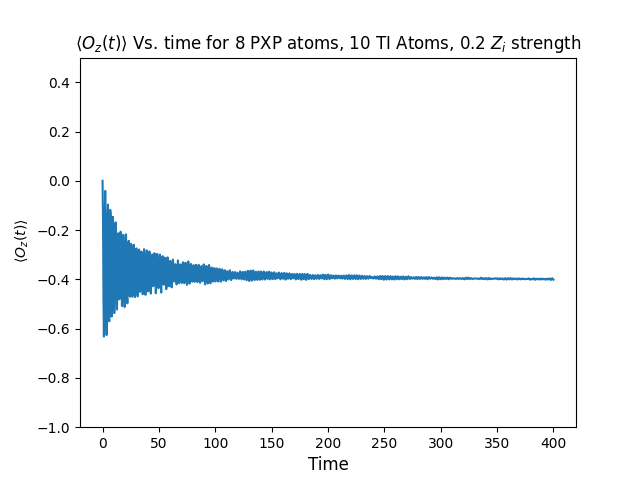 ⟨O_z(t)⟩ Vs. time for 8 PXP atoms, 10 TI Atoms, 0.2 Z_i strength
0.4
0.2
0.0
−0.2
⟨O_z(t)⟩
−0.4
−0.6
−0.8
−1.0
0 50 100 150 200 250 300 350 400
Time